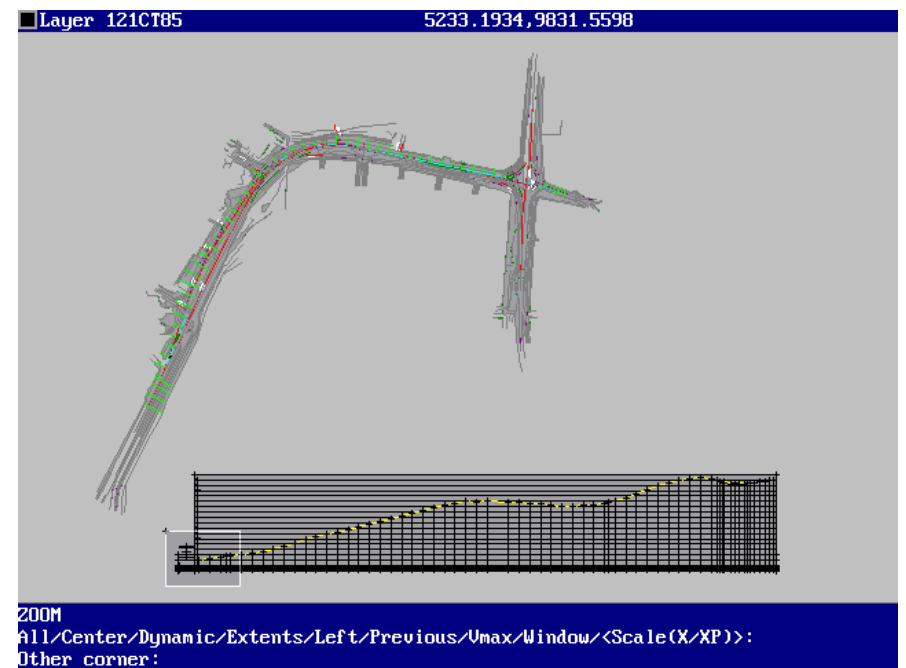 Layer 121CT85 5233.1934,9831.5598
ZOOM
All/Center/Dynamic/Extents/Left/Previous/Vmax/Window/<Scale(X/XP)>:
Other corner: